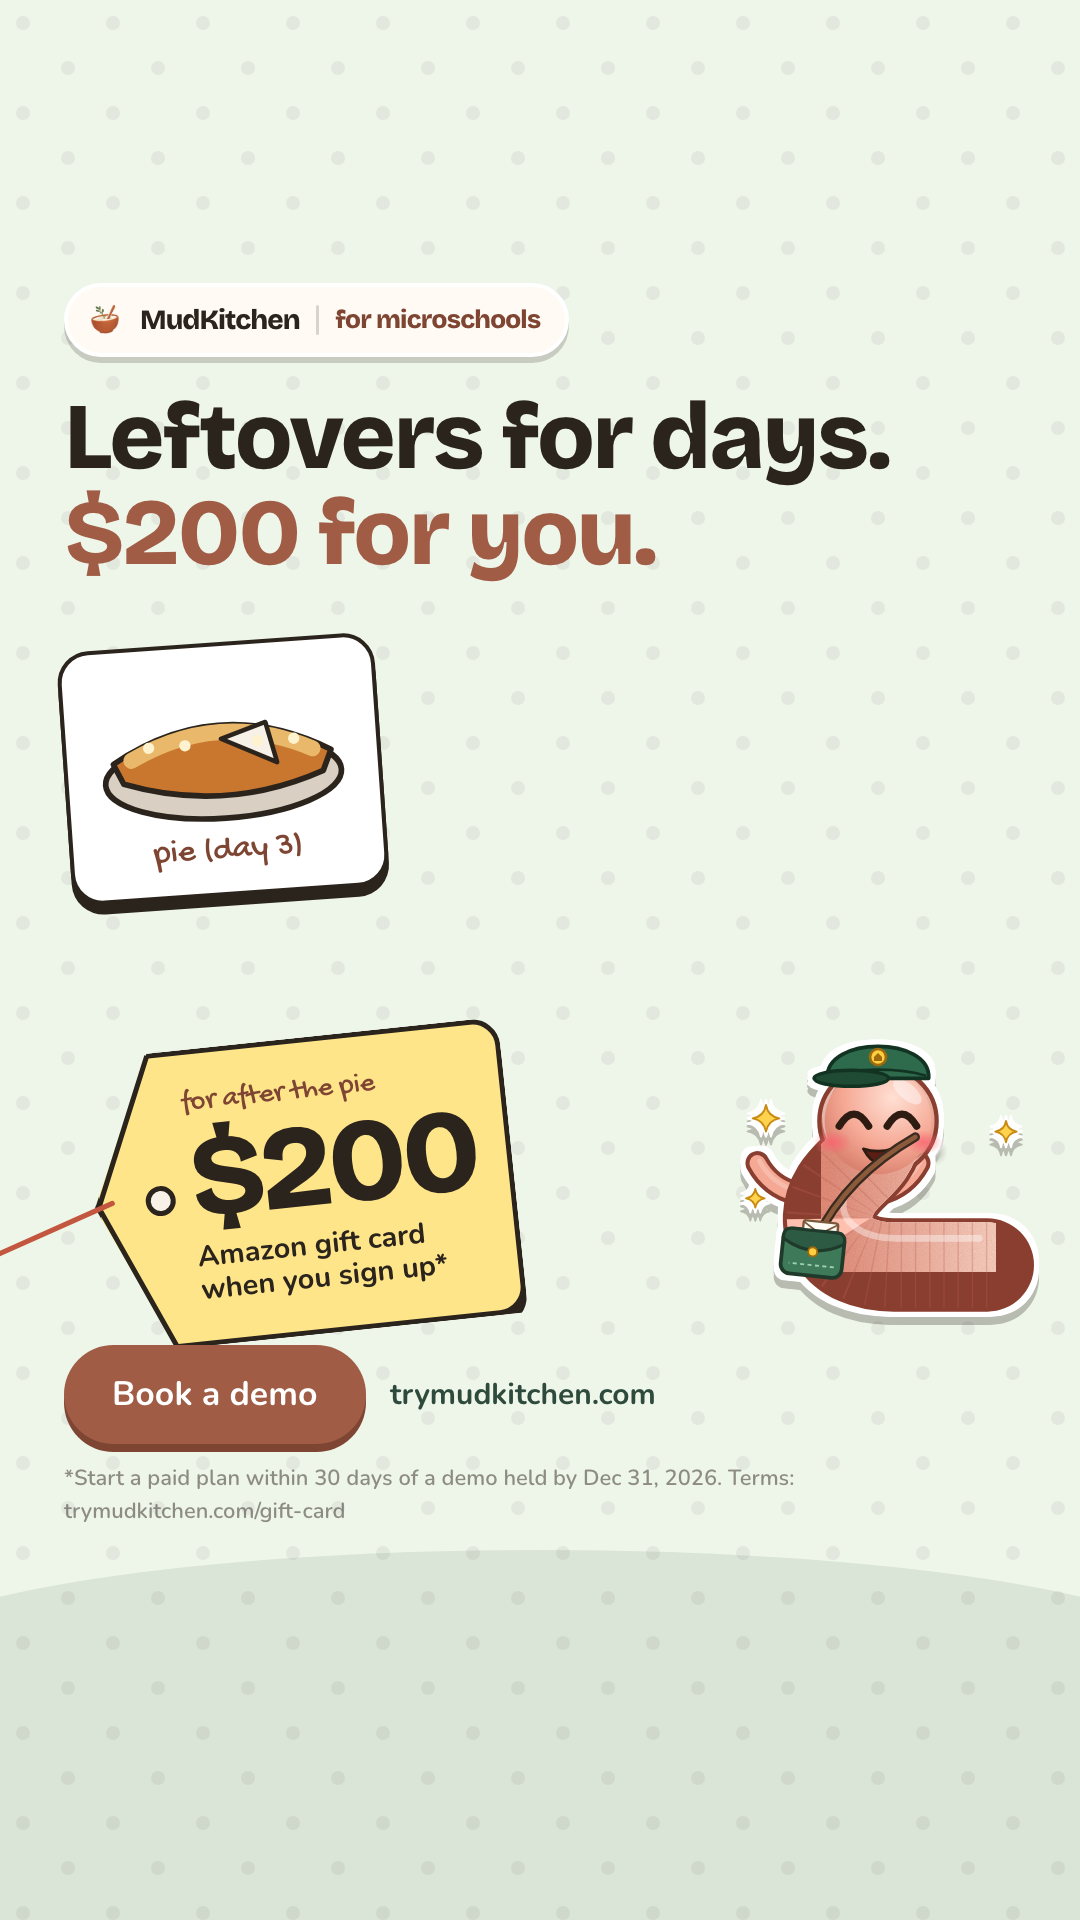 MudKitchen | for microschools
Leftovers for days.
$200 for you.
pie (day 3)
for after the pie
$200
Amazon gift card
when you sign up*
Book a demo
trymudkitchen.com
*Start a paid plan within 30 days of a demo held by Dec 31, 2026. Terms:
trymudkitchen.com/gift-card